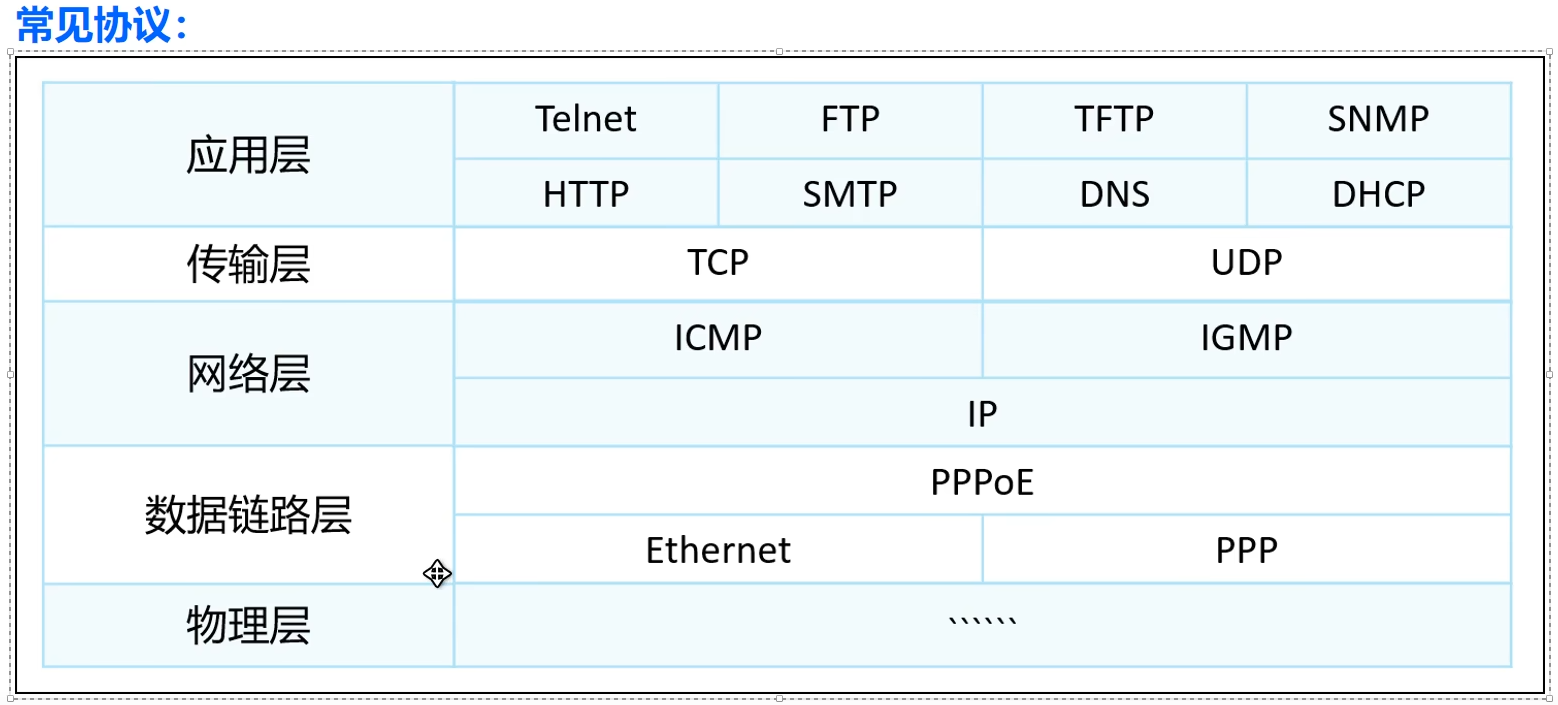 常见协议：
应用层
Telnet FTP TFTP SNMP
HTTP SMTP DNS DHCP
传输层 TCP UDP
网络层
ICMP IGMP
IP
数据链路层
PPPoE
Ethernet PPP
物理层 ``````